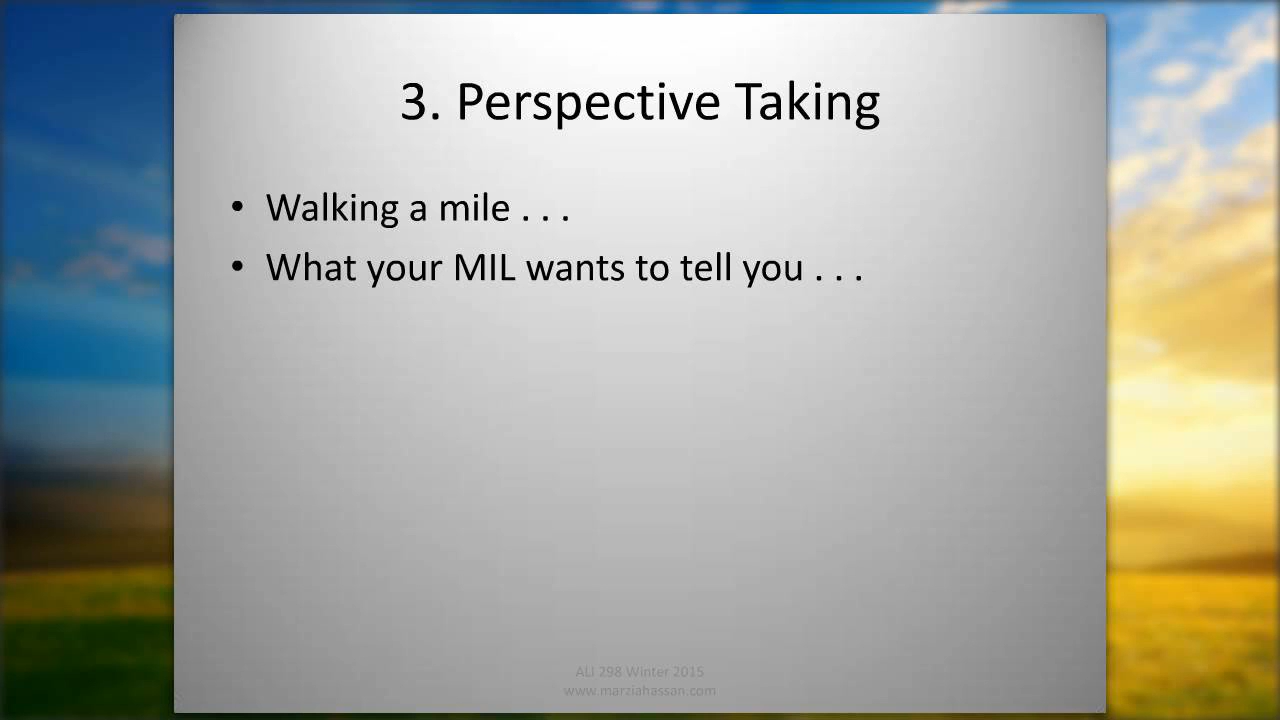 3. Perspective Taking
• Walking a mile . . .
• What your MIL wants to tell you . . .
ALI 298 Winter 2015
www.marziahassan.com